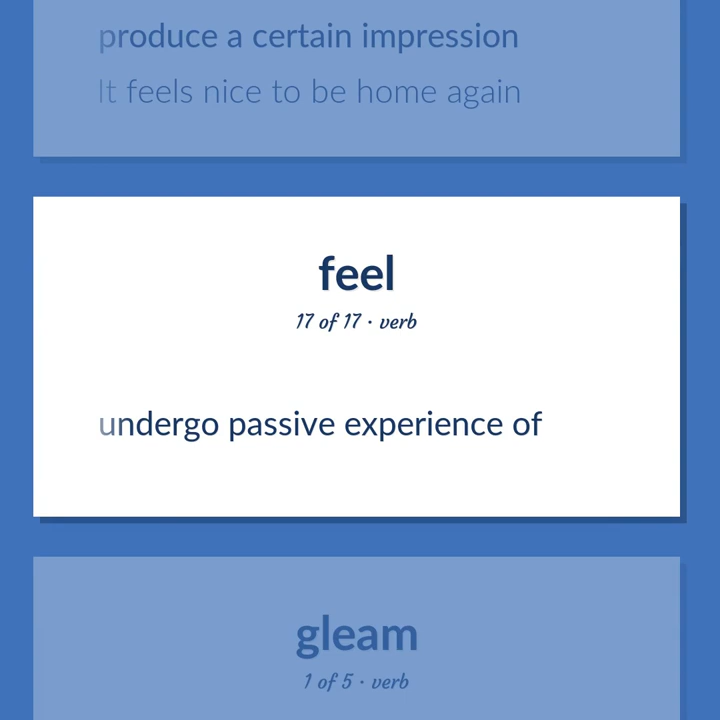 produce a certain impression
It feels nice to be home again
feel
17 of 17 · verb
undergo passive experience of
gleam
1 of 5 · verb